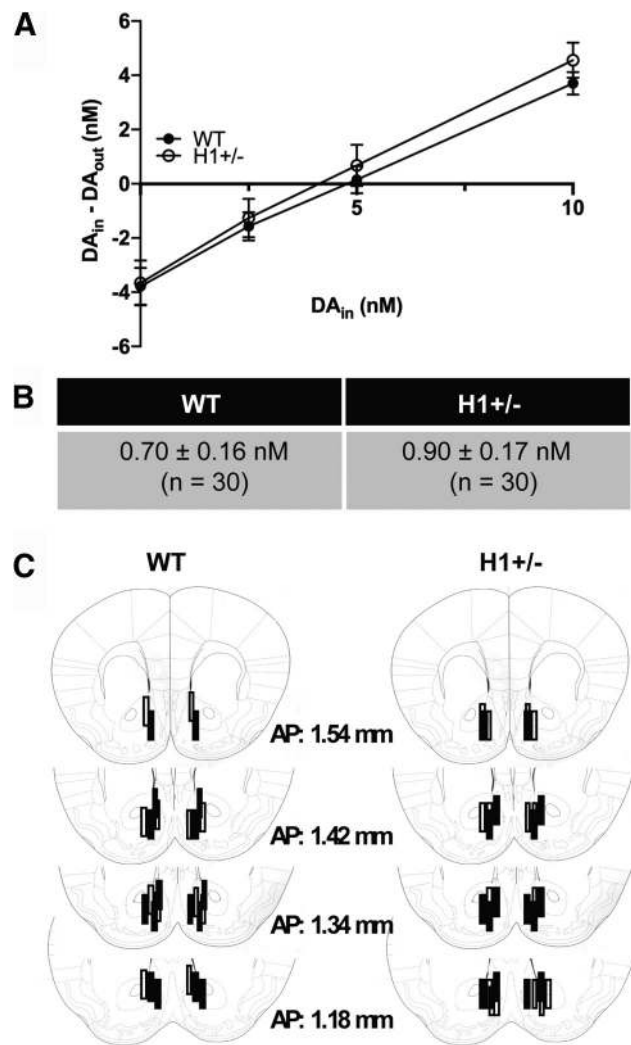 A
6
4
2
0
-2
-4
-6
DAin - DAout (nM)
WT
H1+/-
5
10
DAin (nM)
B
WT
H1+/-
0.70 ± 0.16 nM
(n = 30)
0.90 ± 0.17 nM
(n = 30)
C
WT
H1+/-
AP: 1.54 mm
AP: 1.42 mm
AP: 1.34 mm
AP: 1.18 mm